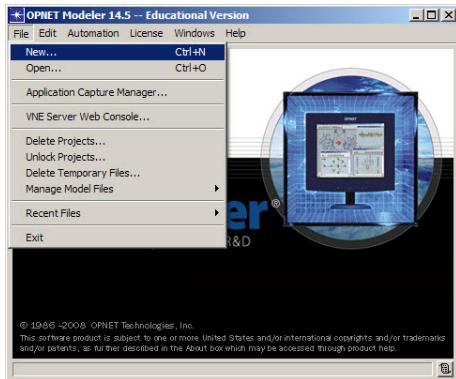 OPNET Modeler 14.5 -- Educational Version
File Edit Automation License Windows Help
New... Ctrl+N
Open... Ctrl+O
Application Capture Manager...
VNE Server Web Console...
Delete Projects...
Unlock Projects...
Delete Temporary Files...
Manage Model Files
Recent Files
Exit
OPNET
er®
R&D
© 1986-2008 OPNET Technologies, Inc.
This software product is subject to one or more United States and/or international copyrights and/or trademarks
and/or patents, as further described in the About box which may be accessed through product help.